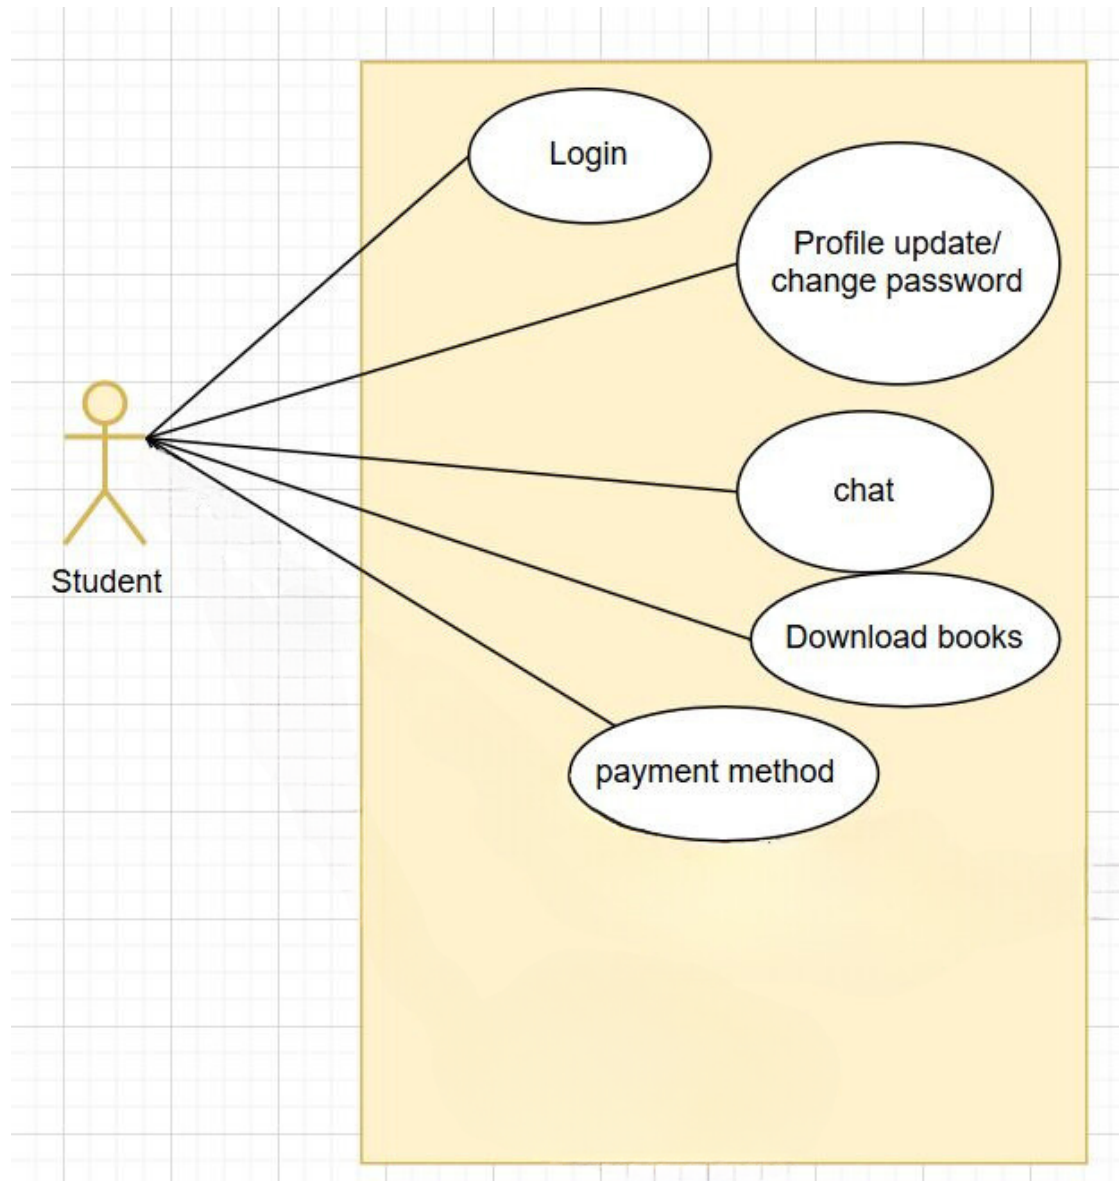 Login
Profile update/
change password
chat
Student
Download books
payment method